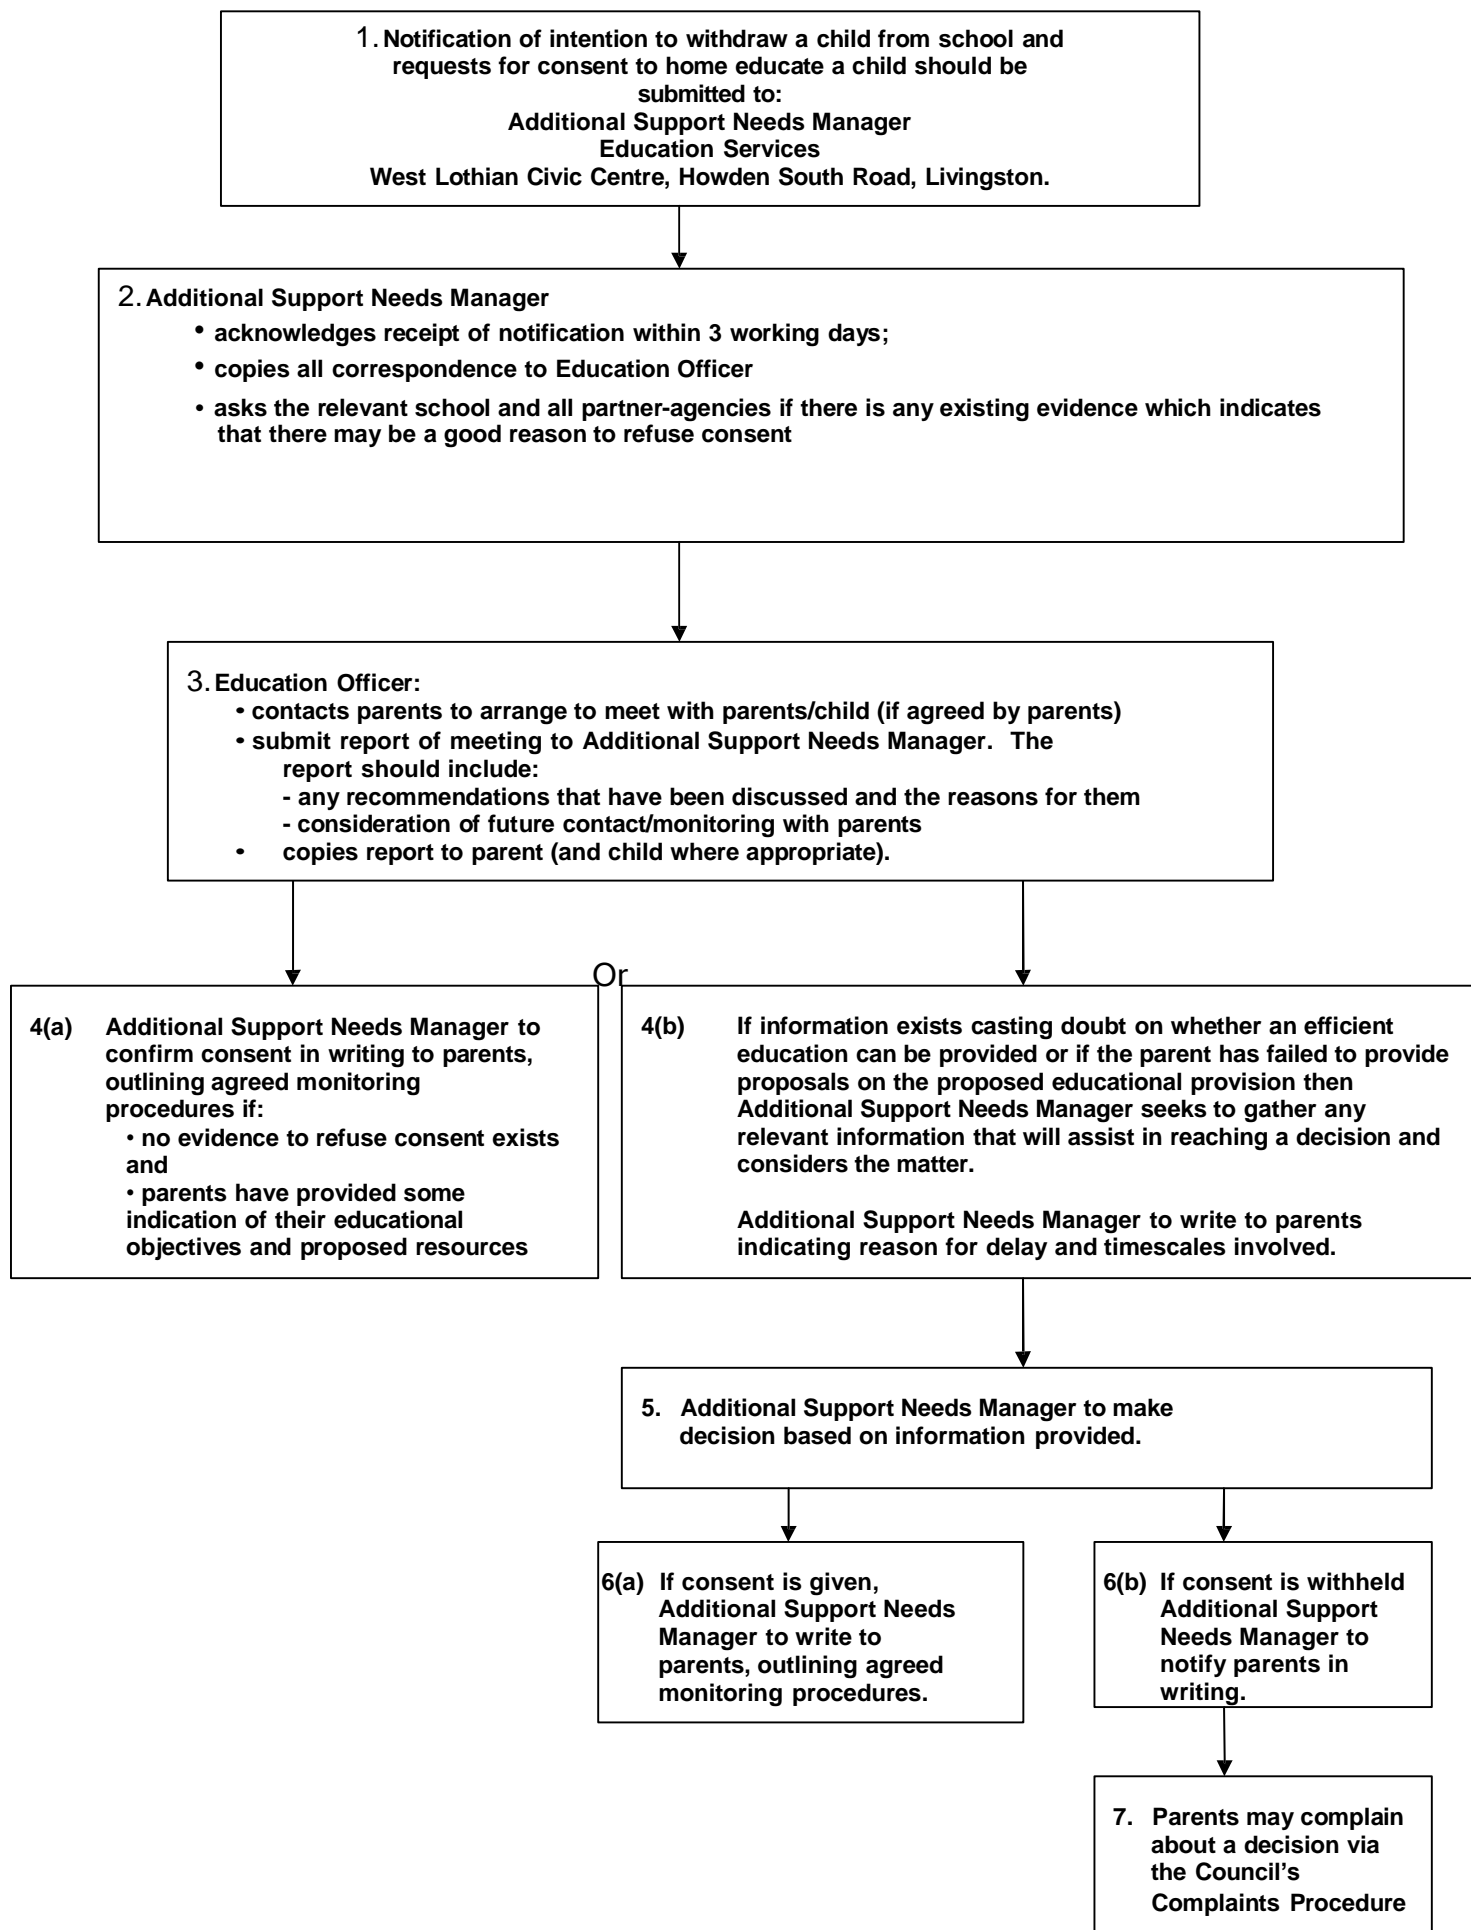 1. Notification of intention to withdraw a child from school and
requests for consent to home educate a child should be
submitted to:
Additional Support Needs Manager
Education Services
West Lothian Civic Centre, Howden South Road, Livingston.
2. Additional Support Needs Manager
• acknowledges receipt of notification within 3 working days;
• copies all correspondence to Education Officer
• asks the relevant school and all partner-agencies if there is any existing evidence which indicates
that there may be a good reason to refuse consent
3. Education Officer:
• contacts parents to arrange to meet with parents/child (if agreed by parents)
• submit report of meeting to Additional Support Needs Manager. The
report should include:
- any recommendations that have been discussed and the reasons for them
- consideration of future contact/monitoring with parents
• copies report to parent (and child where appropriate).
Or
4(a) Additional Support Needs Manager to
confirm consent in writing to parents,
outlining agreed monitoring
procedures if:
• no evidence to refuse consent exists
and
• parents have provided some
indication of their educational
objectives and proposed resources
4(b) If information exists casting doubt on whether an efficient
education can be provided or if the parent has failed to provide
proposals on the proposed educational provision then
Additional Support Needs Manager seeks to gather any
relevant information that will assist in reaching a decision and
considers the matter.
Additional Support Needs Manager to write to parents
indicating reason for delay and timescales involved.
5. Additional Support Needs Manager to make
decision based on information provided.
6(a) If consent is given,
Additional Support Needs
Manager to write to
parents, outlining agreed
monitoring procedures.
6(b) If consent is withheld
Additional Support
Needs Manager to
notify parents in
writing.
7. Parents may complain
about a decision via
the Council’s
Complaints Procedure